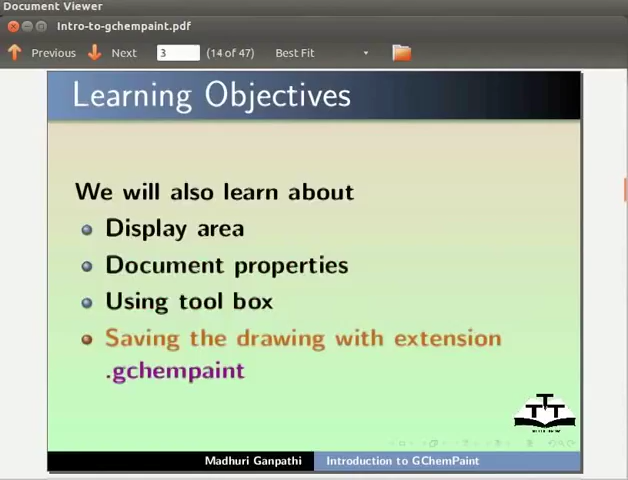 Document Viewer
Intro-to-gchempaint.pdf
Previous Next 3 (14 of 47) Best Fit
Learning Objectives
We will also learn about
Display area
Document properties
Using tool box
Saving the drawing with extension
.gchempaint
Madhuri Ganpathi Introduction to GChemPaint